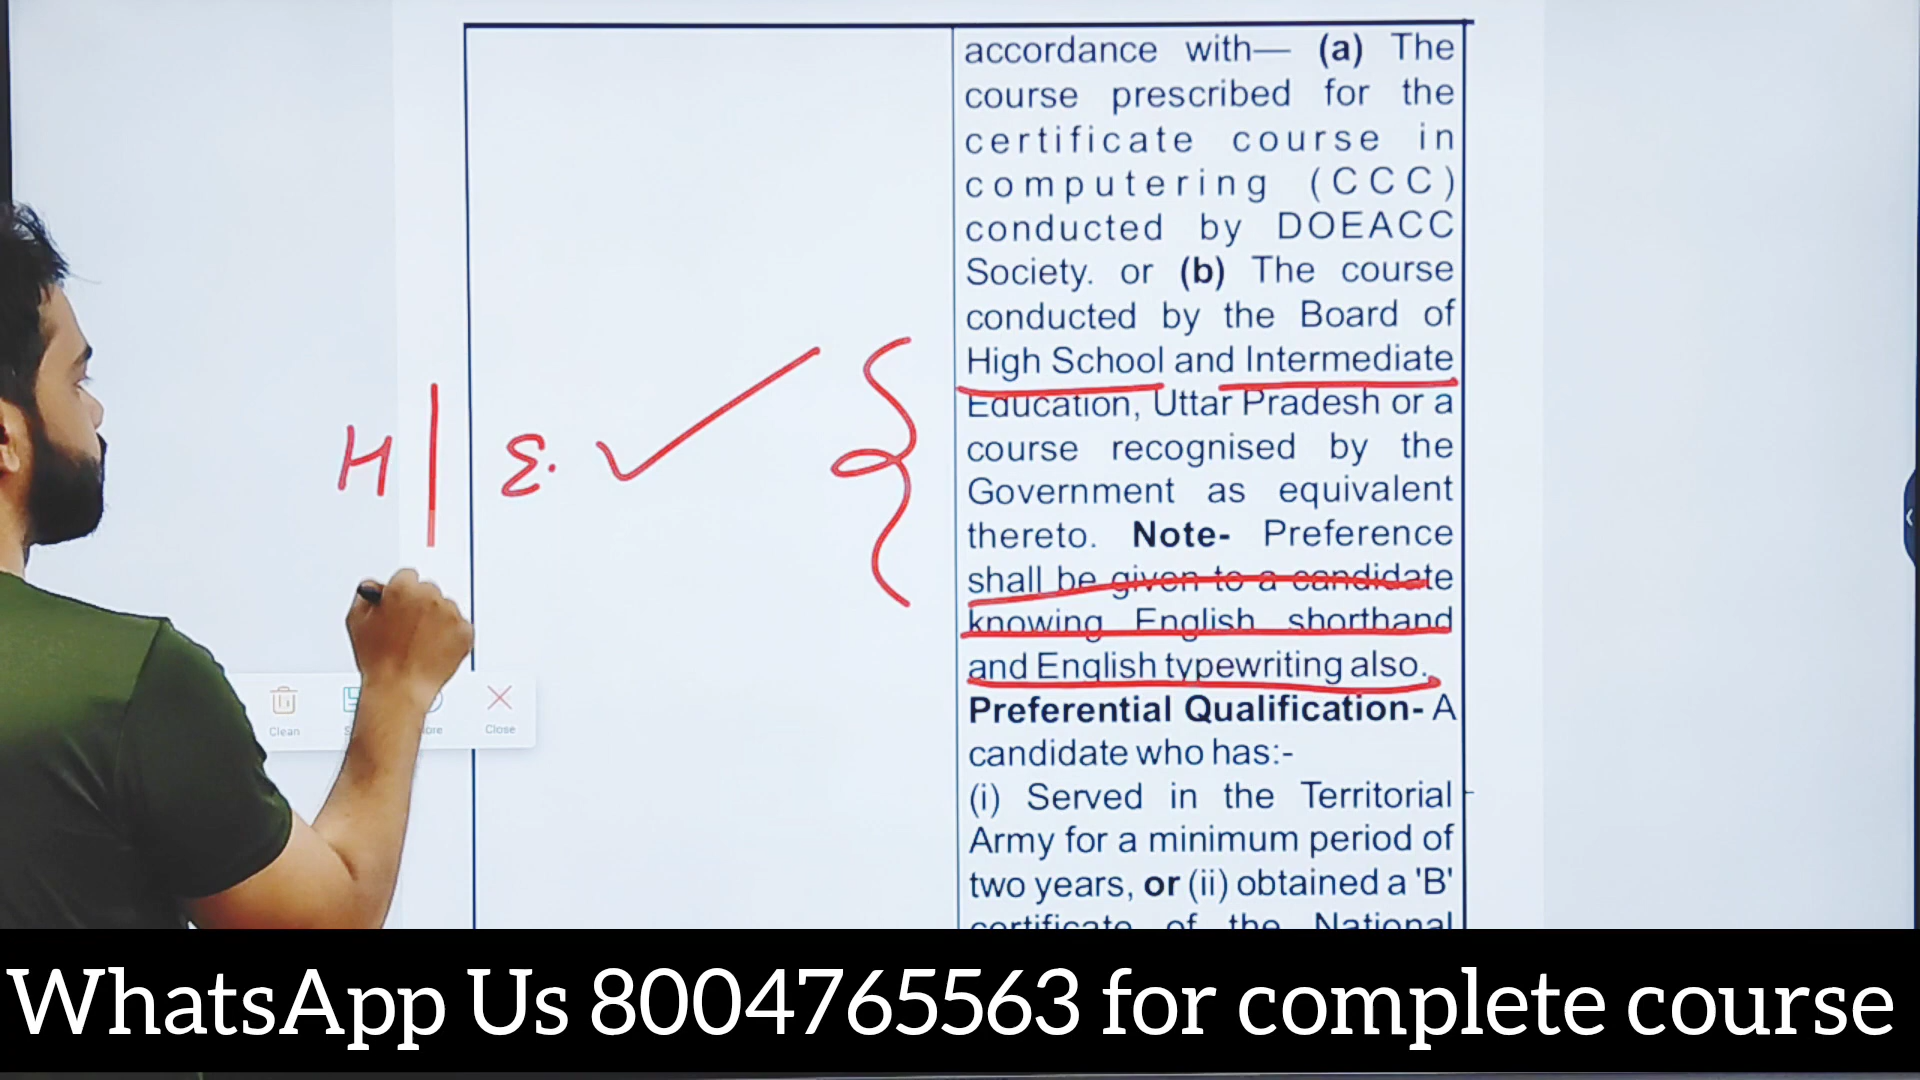 accordance with— (a) The
course prescribed for the
certificate course in
computering (CCC)
conducted by DOEACC
Society. or (b) The course
conducted by the Board of
High School and Intermediate
Education, Uttar Pradesh or a
course recognised by the
Government as equivalent
thereto. Note- Preference
shall be given to a candidate
knowing English shorthand
and English typewriting also.
Preferential Qualification- A
candidate who has:-
(i) Served in the Territorial
Army for a minimum period of
two years, or (ii) obtained a 'B'
certificate of the National
H | E. ✓
Clean
Close
WhatsApp Us 8004765563 for complete course